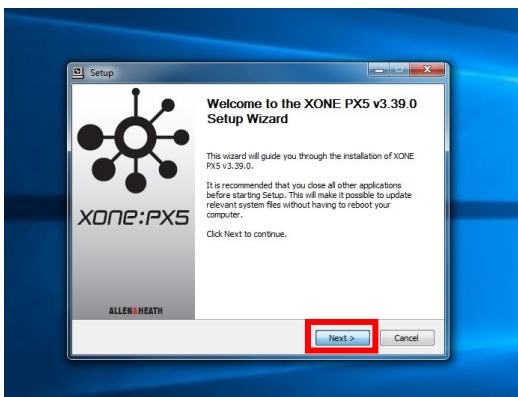 Setup
Welcome to the XONE PX5 v3.39.0
Setup Wizard
This wizard will guide you through the installation of XONE
PX5 v3.39.0.
It is recommended that you close all other applications
before starting Setup. This will make it possible to update
relevant system files without having to reboot your
computer.
Click Next to continue.
XONE:PX5
ALLEN&HEATH
Next >
Cancel